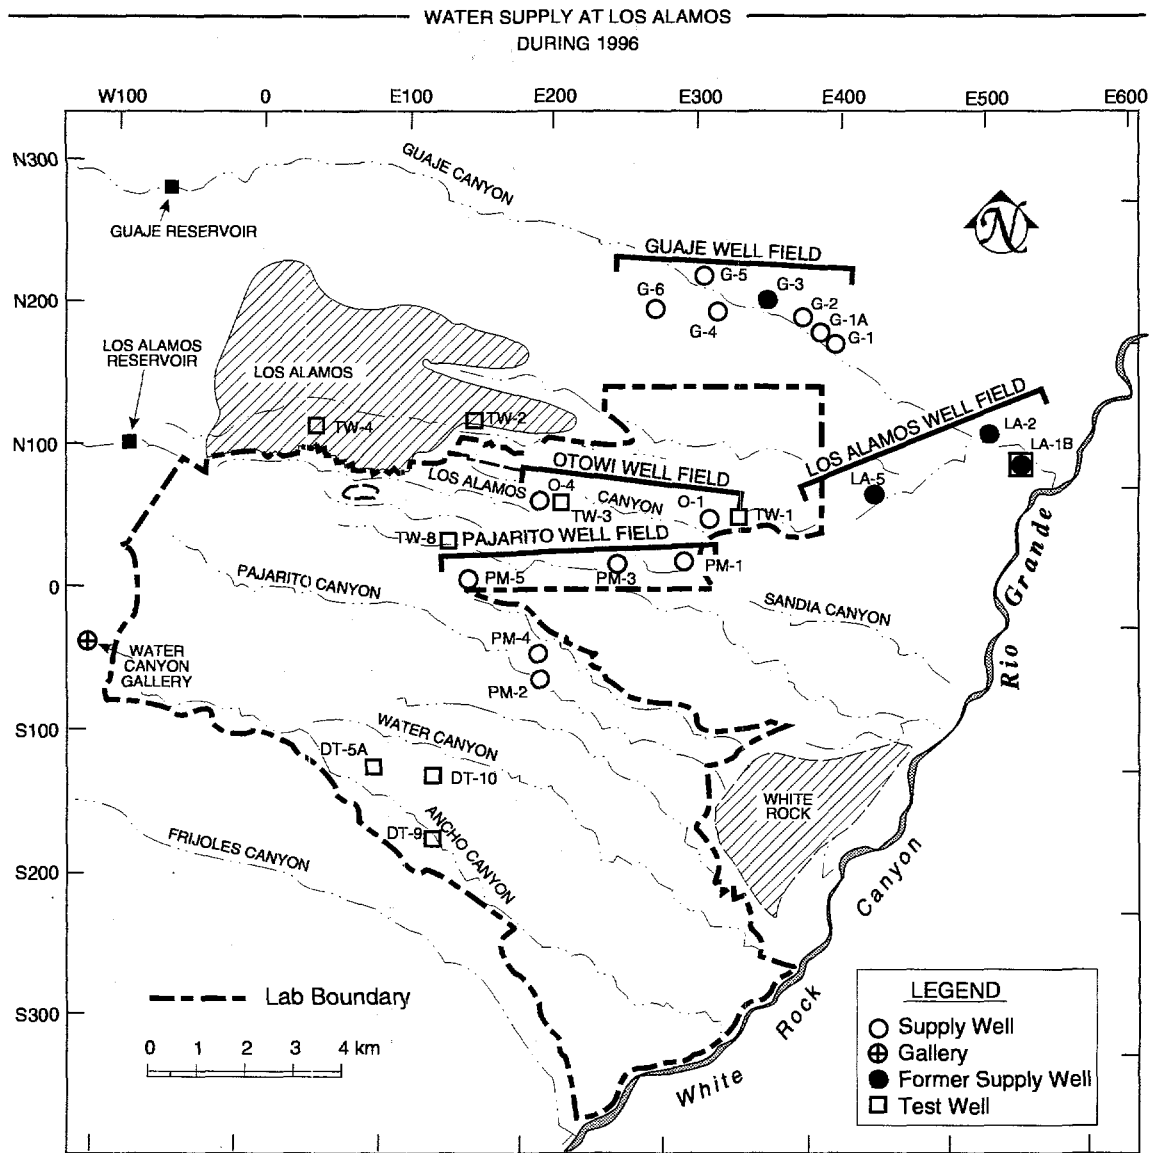 WATER SUPPLY AT LOS ALAMOS
DURING 1996
W100 0 E100 E200 E300 E400 E500 E600
N300
GUAJE CANYON
GUAJE RESERVOIR
N
GUAJE WELL FIELD
G-5
G-3
G-6
G-2
G-1A
G-4
G-1
N200
LOS ALAMOS
RESERVOIR
LOS ALAMOS
LOS ALAMOS WELL FIELD
TW-4
TW-2
LA-2
LA-1B
N100
OTOWI WELL FIELD
LOS ALAMOS
CANYON
O-4
TW-3
O-1
TW-1
LA-5
TW-8
PAJARITO WELL FIELD
PM-5
PM-3
PM-1
0
PAJARITO CANYON
SANDIA CANYON
Rio Grande
PM-4
WATER
CANYON
GALLERY
PM-2
S100
WATER CANYON
DT-5A
DT-10
WHITE
ROCK
ANCHO CANYON
DT-9
FRIJOLES CANYON
S200
White Rock Canyon
S300
Lab Boundary
0 1 2 3 4 km
LEGEND
Supply Well
Gallery
Former Supply Well
Test Well